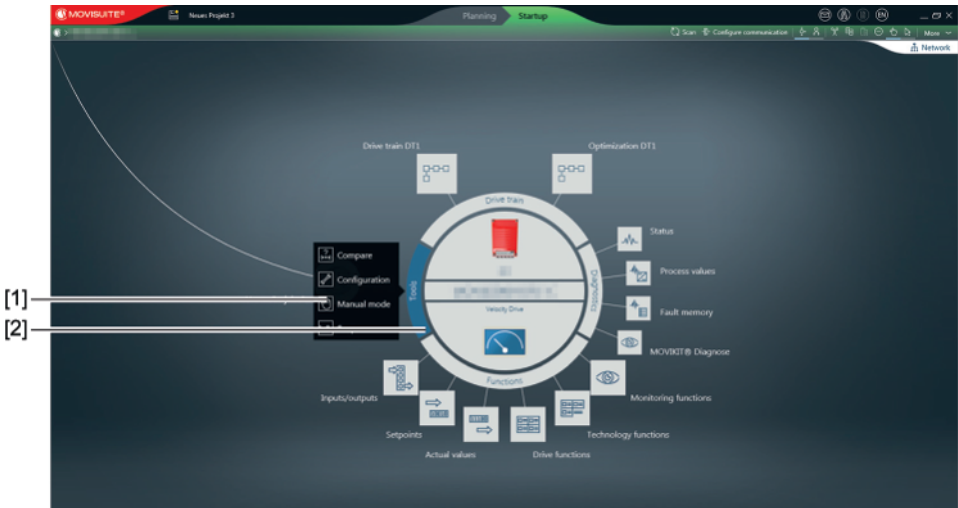 MOVISUITE®
Neues Projekt 3
Planning
Startup
EN
Scan
Configure communication
More
Network
Drive train DT1
Optimization DT1
Drive train
Status
Compare
Configuration
Tools
Diagnostics
Process values
[1]
Manual mode
Fault memory
Velocity Drive
[2]
MOVIKIT® Diagnose
Functions
Inputs/outputs
Monitoring functions
Setpoints
Technology functions
Actual values
Drive functions